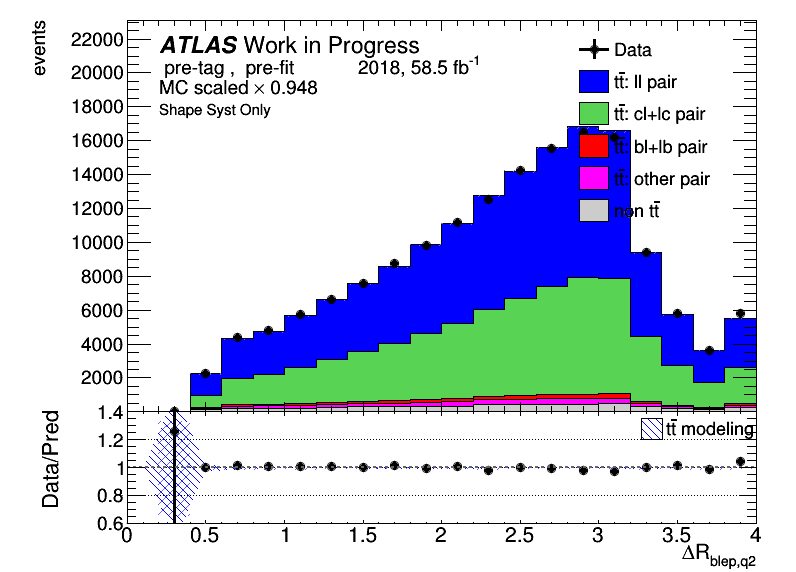 events
22000
20000
18000
16000
14000
12000
10000
8000
6000
4000
2000
ATLAS Work in Progress
pre-tag , pre-fit 2018, 58.5 fb⁻¹
MC scaled × 0.948
Shape Syst Only
Data
tt̄: ll pair
tt̄: cl+lc pair
tt̄: bl+lb pair
tt̄: other pair
non tt̄
Data/Pred
1.4
1.2
1
0.8
0.6
tt̄ modeling
0 0.5 1 1.5 2 2.5 3 3.5 4
ΔR_blep,q2